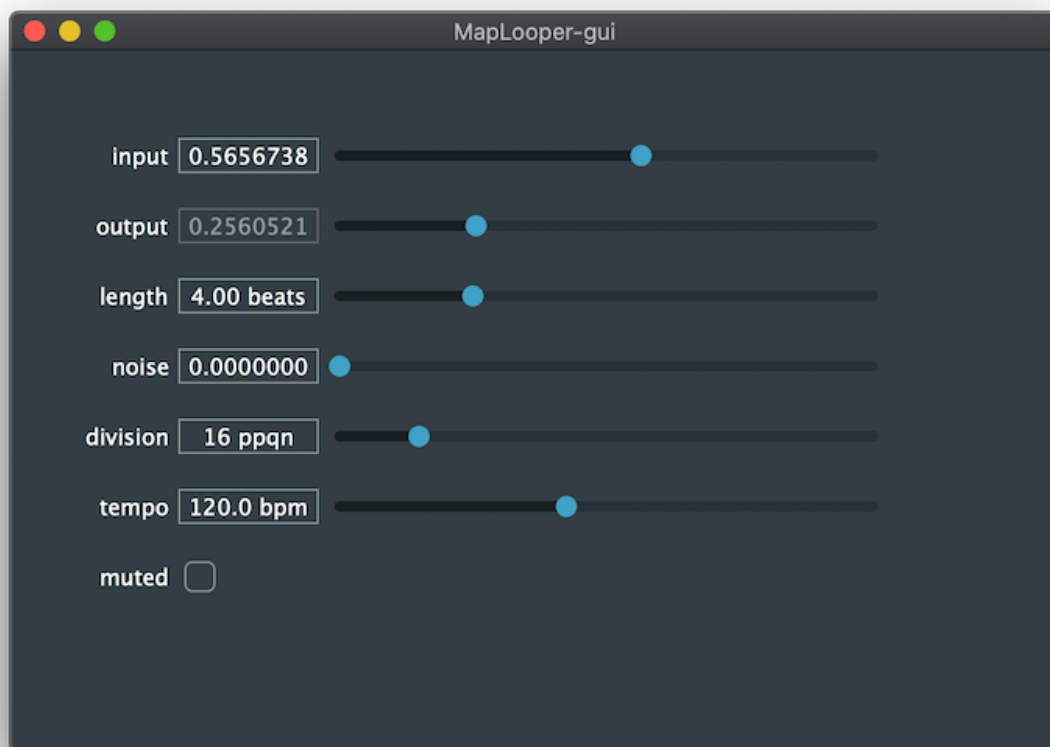 MapLooper-gui
input 0.5656738
output 0.2560521
length 4.00 beats
noise 0.0000000
division 16 ppqn
tempo 120.0 bpm
muted